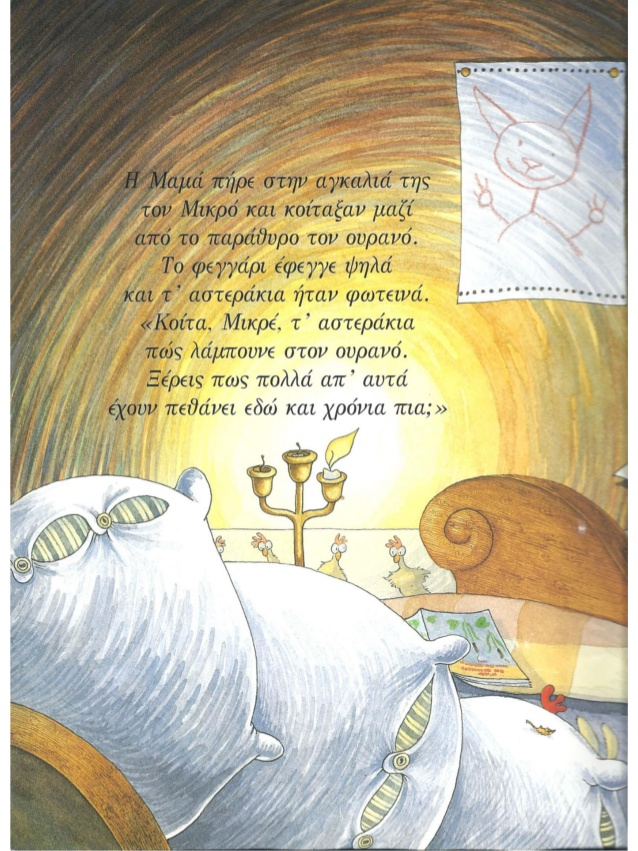 Η Μαμά πήρε στην αγκαλιά της
τον Μικρό και κοίταξαν μαζί
από το παράθυρο τον ουρανό.
Το φεγγάρι έφεγγε ψηλά
και τ’ αστεράκια ήταν φωτεινά.
«Κοίτα, Μικρέ, τ’ αστεράκια
πώς λάμπουνε στον ουρανό.
Ξέρεις πως πολλά απ’ αυτά
έχουν πεθάνει εδώ και χρόνια πια;»